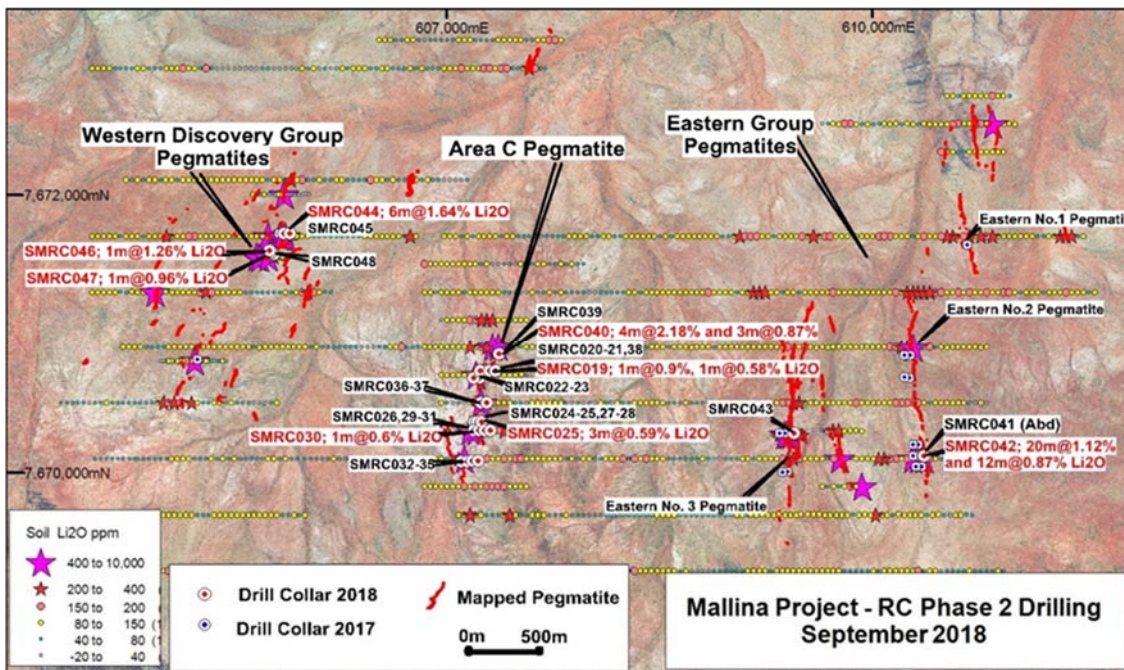 607,000mE
610,000mE
Western Discovery Group
Pegmatites
Area C Pegmatite
Eastern Group
Pegmatites
7,672,000mN
SMRC044; 6m@1.64% Li2O
SMRC045
SMRC046; 1m@1.26% Li2O
SMRC048
SMRC047; 1m@0.96% Li2O
Eastern No.1 Pegmatit
Eastern No.2 Pegmatite
SMRC039
SMRC040; 4m@2.18% and 3m@0.87%
SMRC020-21,38
SMRC019; 1m@0.9%, 1m@0.58% Li2O
SMRC036-37
SMRC022-23
SMRC026,29-31
SMRC024-25,27-28
SMRC030; 1m@0.6% Li2O
SMRC025; 3m@0.59% Li2O
SMRC043
SMRC041 (Abd)
SMRC042; 20m@1.12%
and 12m@0.87% Li2O
SMRC032-35
7,670,000mN
Eastern No. 3 Pegmatite
Soil Li2O ppm
400 to 10,000
200 to 400 (
150 to 200 (
80 to 150 (1
40 to 80 (1
-20 to 40 (
Drill Collar 2018
Mapped Pegmatite
Drill Collar 2017
0m 500m
Mallina Project - RC Phase 2 Drilling
September 2018